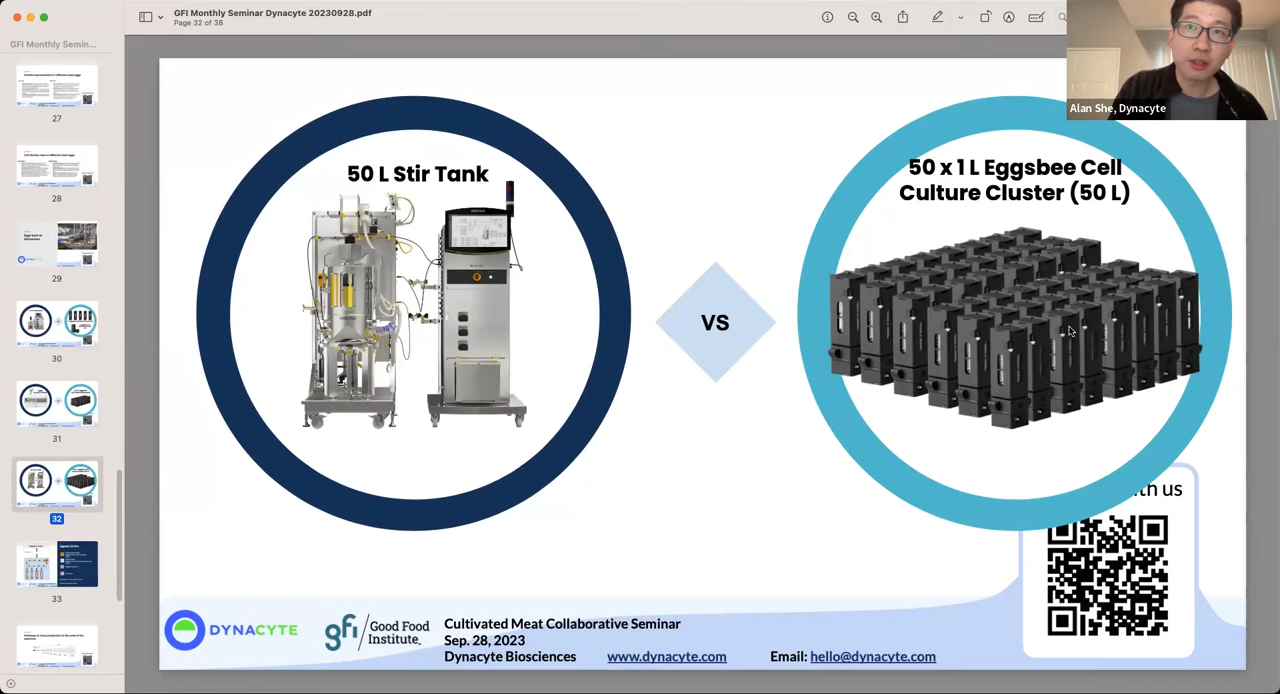 GFI Monthly Seminar Dynacyte 20230928.pdf
Page 32 of 38
GFI Monthly Semin...
27
28
29
30
31
32
33
Alan She, Dynacyte
50 L Stir Tank
VS
50 x 1 L Eggsbee Cell
Culture Cluster (50 L)
with us
DYNACYTE
gfi Good Food
Institute.
Cultivated Meat Collaborative Seminar
Sep. 28, 2023
Dynacyte Biosciences www.dynacyte.com Email: hello@dynacyte.com